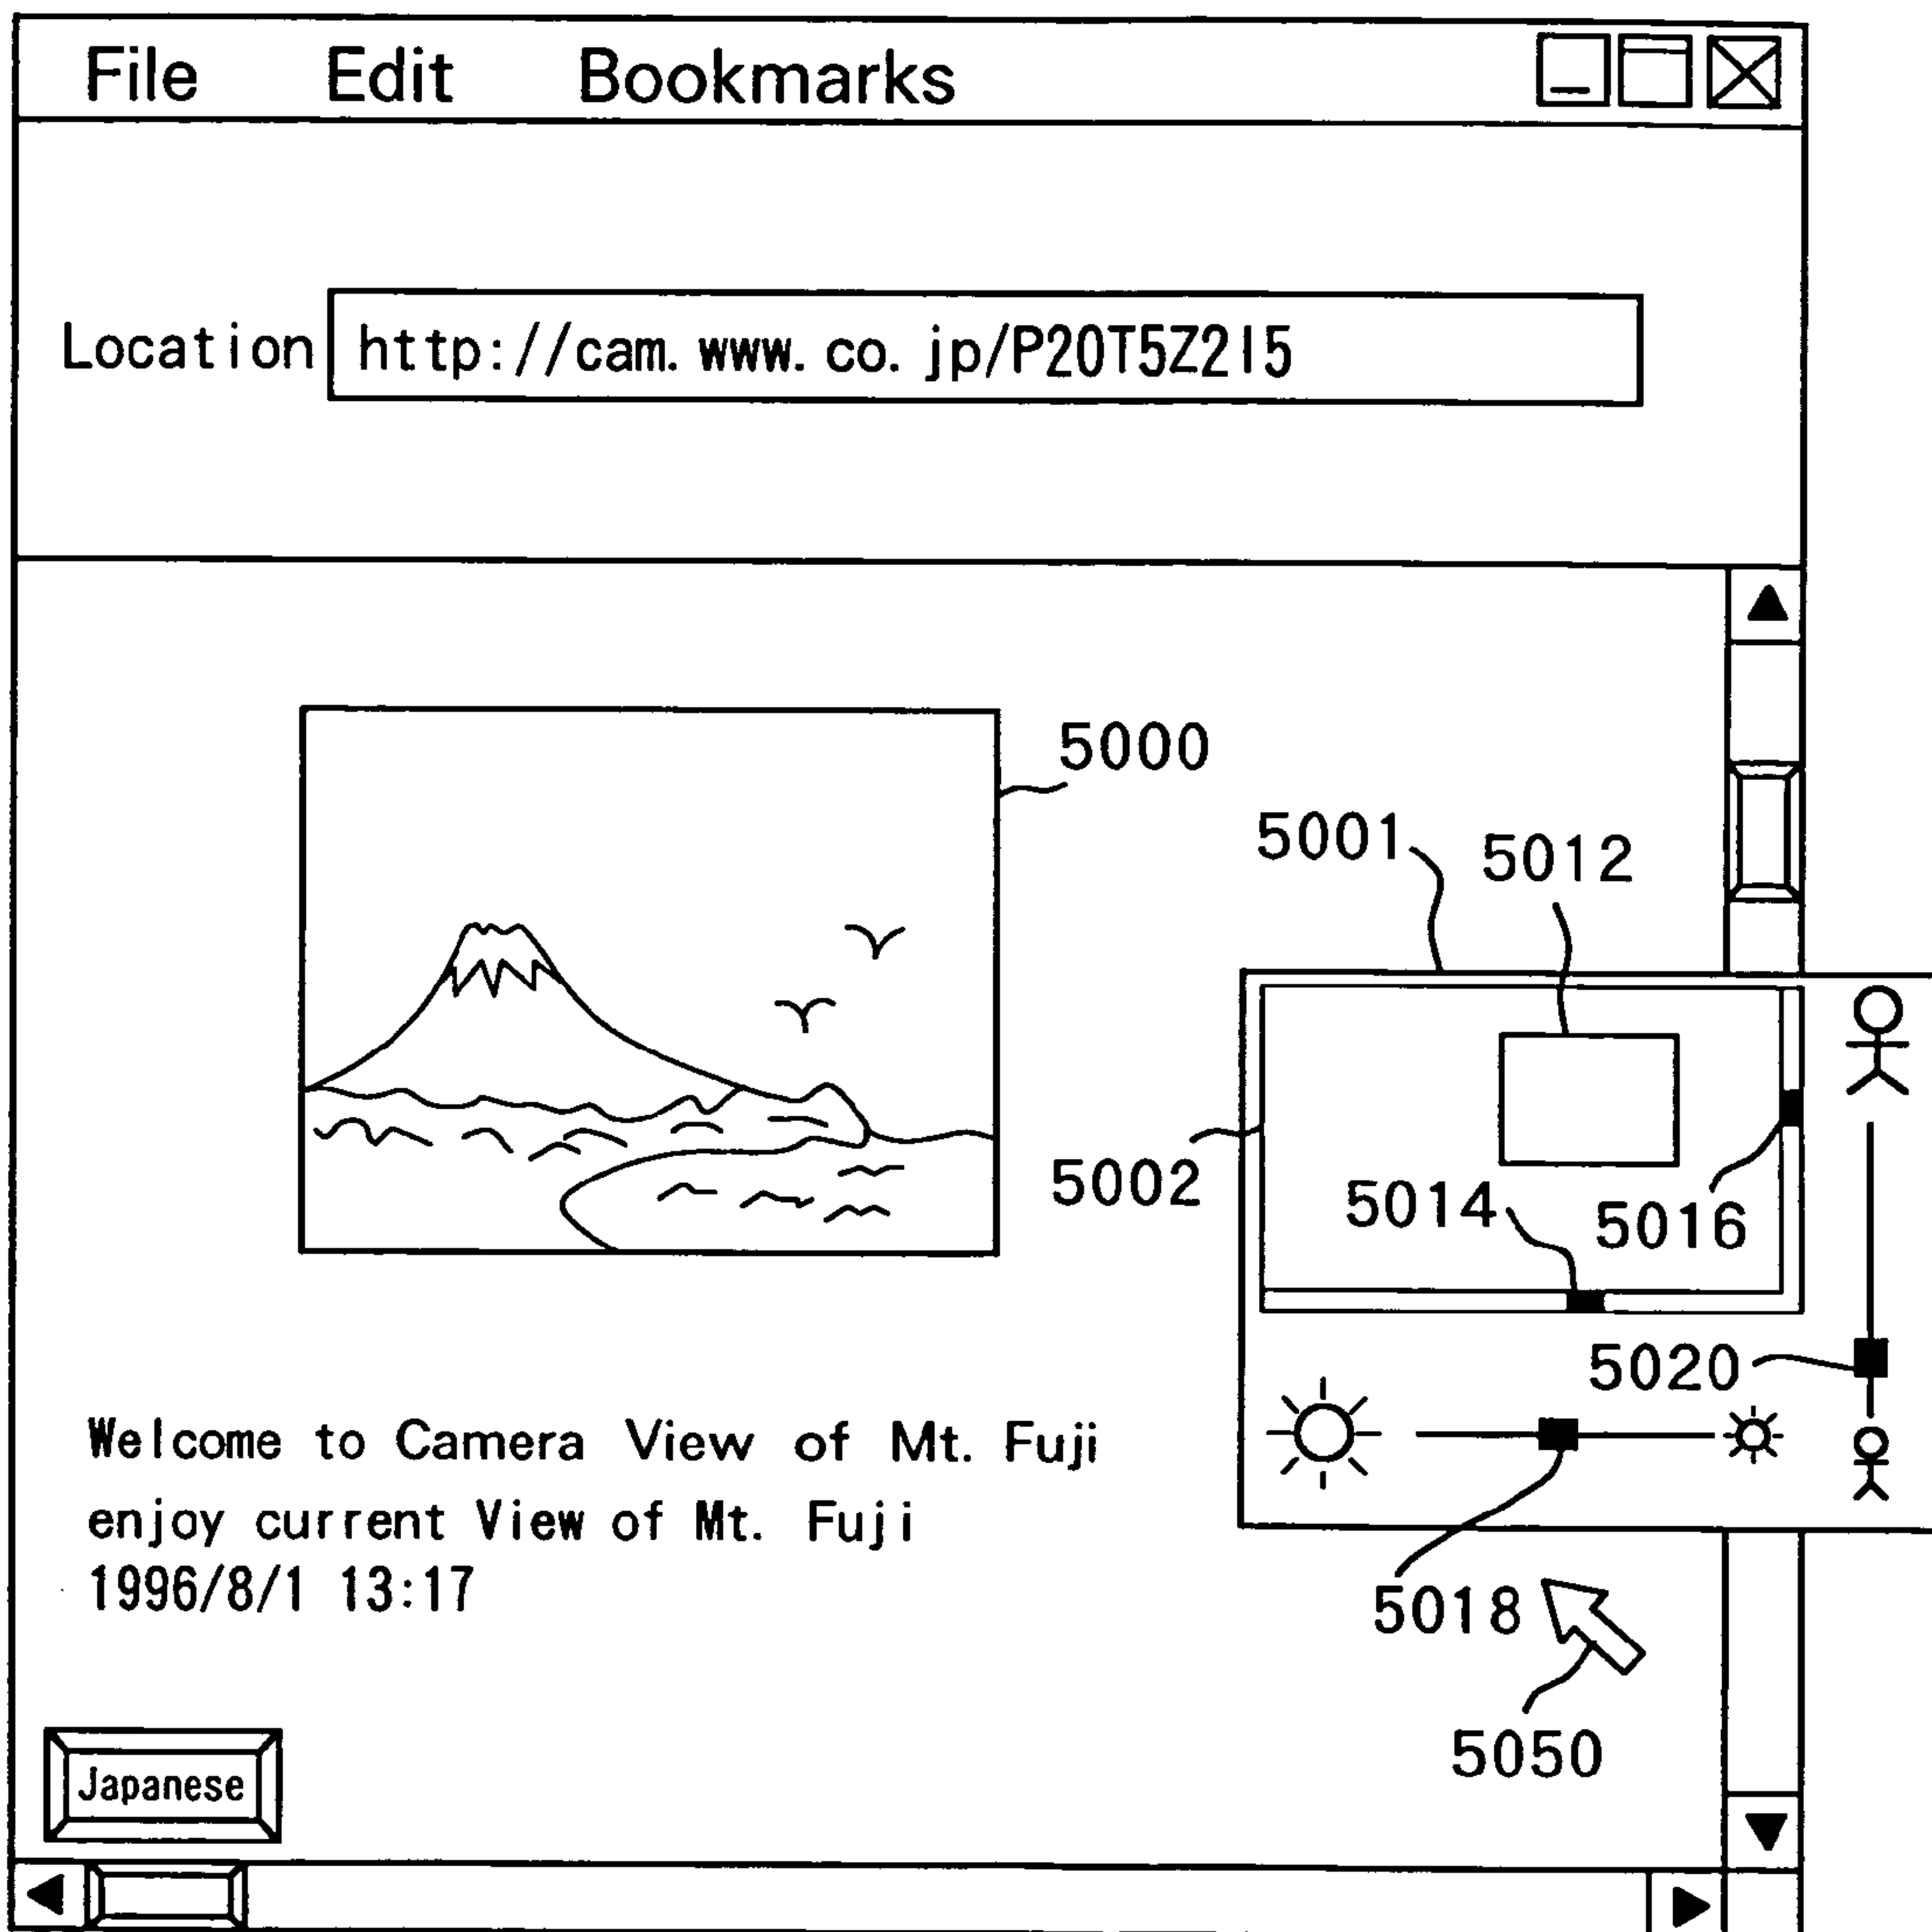 File Edit Bookmarks
Location http://cam.www.co.jp/P20T5Z2I5
5000
5001
5012
5002
5014
5016
5020
Welcome to Camera View of Mt. Fuji
enjoy current View of Mt. Fuji
1996/8/1 13:17
5018
5050
Japanese